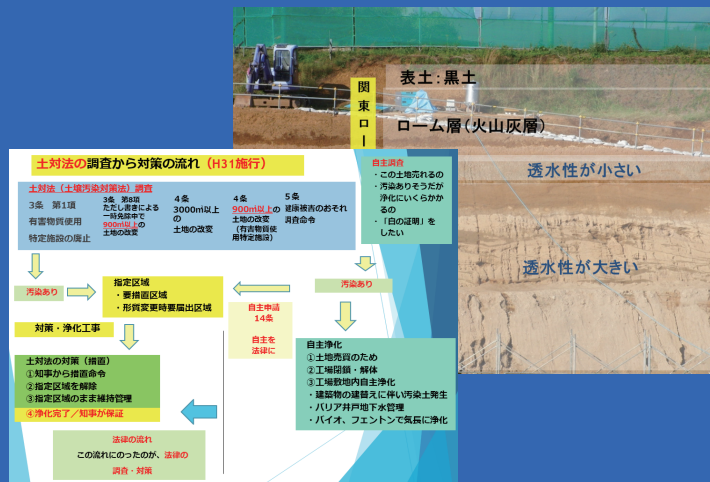 表土：黒土
関東ロー
ローム層（火山灰層）
透水性が小さい
透水性が大きい
土対法の調査から対策の流れ（H31施行）
土対法（土壌汚染対策法）調査
３条　第１項
有害物質使用
特定施設の廃止
３条　第8項
ただし書きによる
一時免除中で
900㎡以上の
土地の改変
４条
3000㎡以上
の
土地の改変
４条
900㎡以上の
土地の改変
（有害物質使
用特定施設）
５条
健康被害のおそれ
調査命令
自主調査
・この土地売れるの
・汚染ありそうだが
浄化にいくらかか
るの
・「白の証明」を
したい
汚染あり
指定区域
・要措置区域
・形質変更時要届出区域
汚染あり
自主申請
14条
自主を
法律に
対策・浄化工事
土対法の対策（措置）
①知事から措置命令
②指定区域を解除
③指定区域のまま維持管理
④浄化完了／知事が保証
自主浄化
①土地売買のため
②工場閉鎖・解体
③工場敷地内自主浄化
・建築物の建替えに伴い汚染土発生
・バリア井戸地下水管理
・バイオ、フェントンで気長に浄化
法律の流れ
この流れにのったのが、法律の
調査・対策